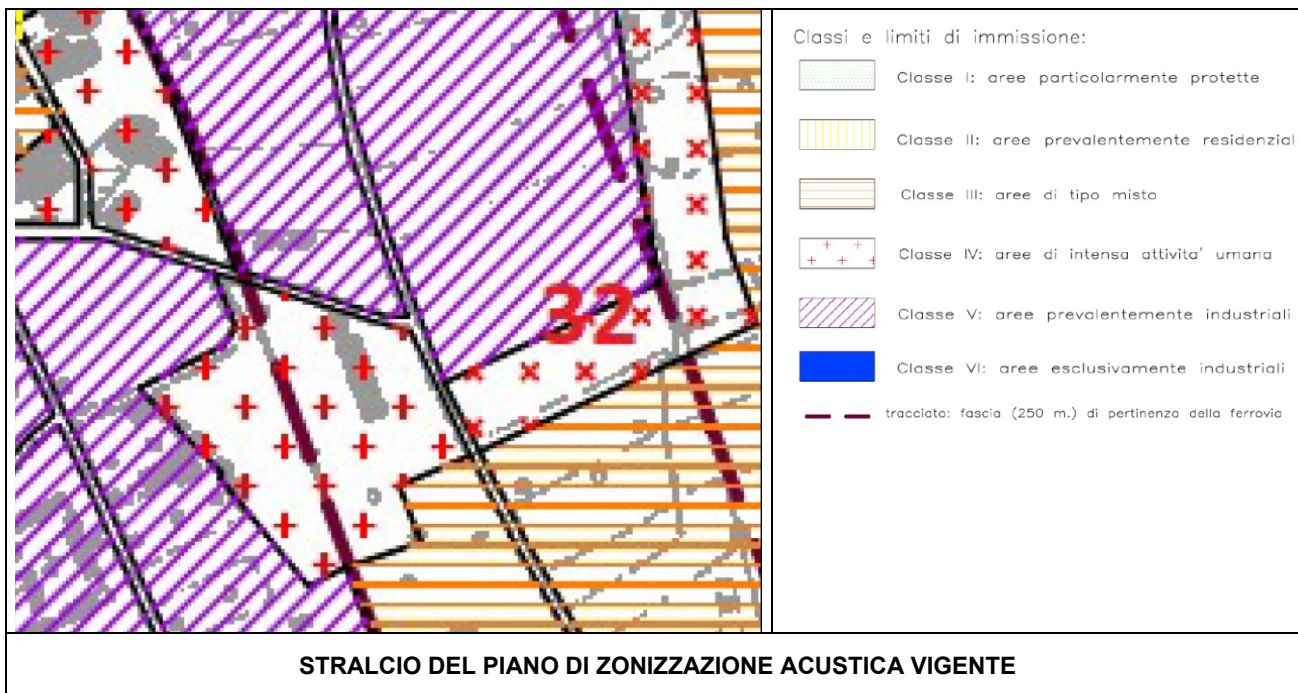 32
Classi e limiti di immissione:
Classe I: aree particolarmente protette
Classe II: aree prevalentemente residenzial
Classe III: aree di tipo misto
Classe IV: aree di intensa attivita' umana
Classe V: aree prevalentemente industriali
Classe VI: aree esclusivamente industriali
tracciato: fascia (250 m.) di pertinenza della ferrovia
STRALCIO DEL PIANO DI ZONIZZAZIONE ACUSTICA VIGENTE